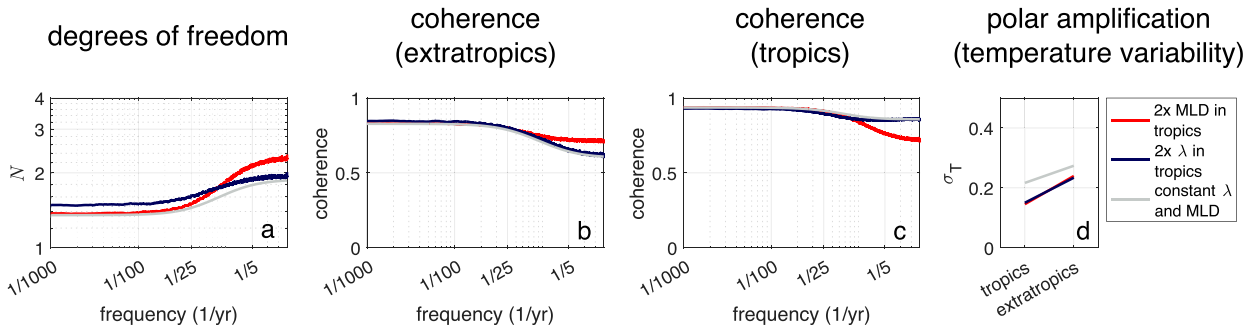 degrees of freedom
coherence
(extratropics)
coherence
(tropics)
polar amplification
(temperature variability)
4
3
2
1
N
a
1/1000
1/100
1/25
1/5
frequency (1/yr)
1
0.5
0
coherence
b
1/1000
1/100
1/25
1/5
frequency (1/yr)
1
0.5
0
coherence
c
1/1000
1/100
1/25
1/5
frequency (1/yr)
0.4
0.2
0
σT
d
tropics
extratropics
2x MLD in
tropics
2x λ in
tropics
constant λ
and MLD